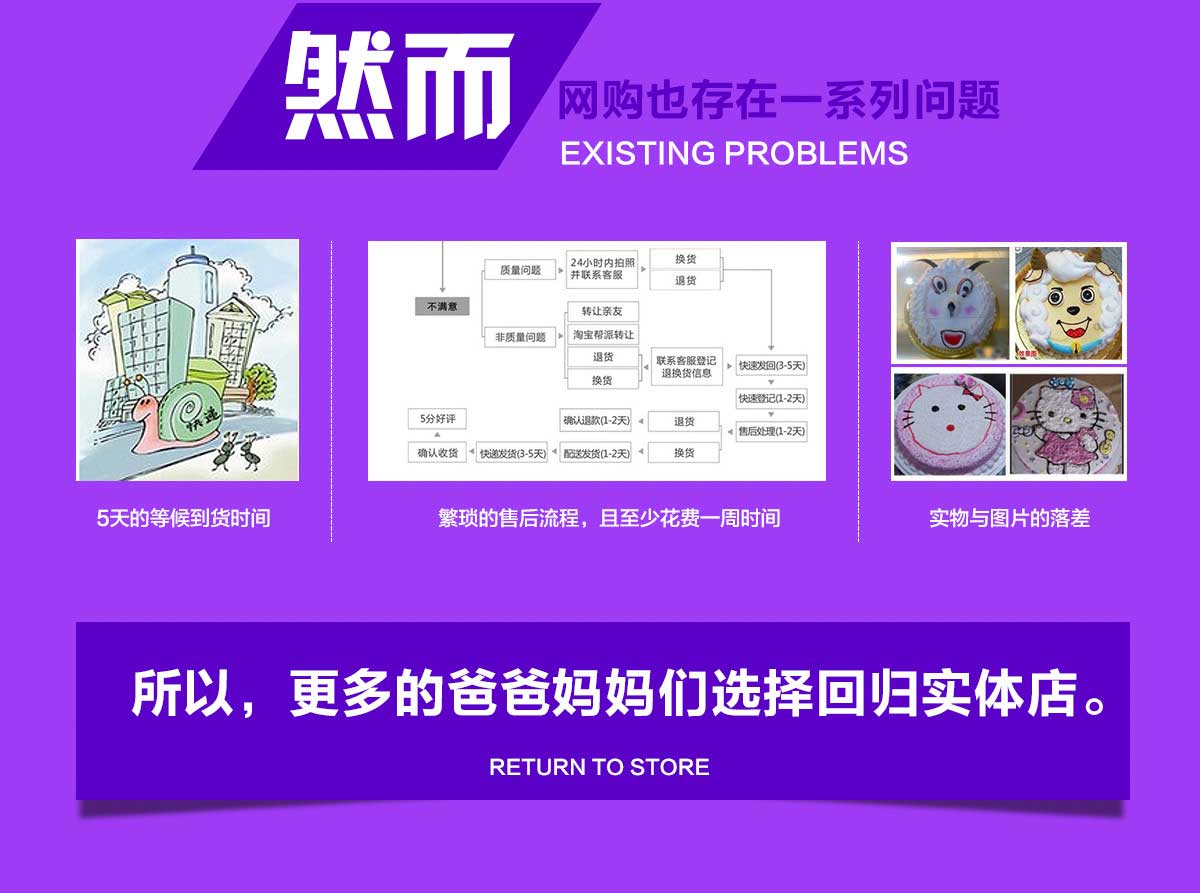 然而
网购也存在一系列问题
EXISTING PROBLEMS
快递
不满意
质量问题
24小时内拍照
并联系客服
换货
退货
非质量问题
转让亲友
淘宝帮派转让
退货
换货
联系客服登记
退换货信息
快速发回(3-5天)
快速登记(1-2天)
售后处理(1-2天)
退货
确认退款(1-2天)
换货
配送发货(1-2天)
快递发货(3-5天)
确认收货
5分好评
效果图
5天的等候到货时间
繁琐的售后流程，且至少花费一周时间
实物与图片的落差
所以，更多的爸爸妈妈们选择回归实体店。
RETURN TO STORE